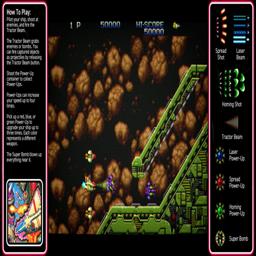 How To Play:
Pilot your ship, shoot at
enemies, and fire the
Tractor Beam.
The Tractor Beam grabs
enemies or bombs. You
can fire captured objects
as projectiles by releasing
the Tractor Beam button.
Shoot the Power-Up
container to collect
Power-Ups.
Power-Ups can increase
your speed up to four
times.
Pick up a red, blue, or
green Power-Up to
upgrade your ship up to
three times. Each color
represents a different
upgrade.
The Super Bomb blows up
everything near it.
1 P 50000 HI-SCORE
50000
Spread
Shot
Laser
Beam
Homing Shot
Tractor Beam
Laser
Power-Up
Spread
Power-Up
Homing
Power-Up
Super Bomb